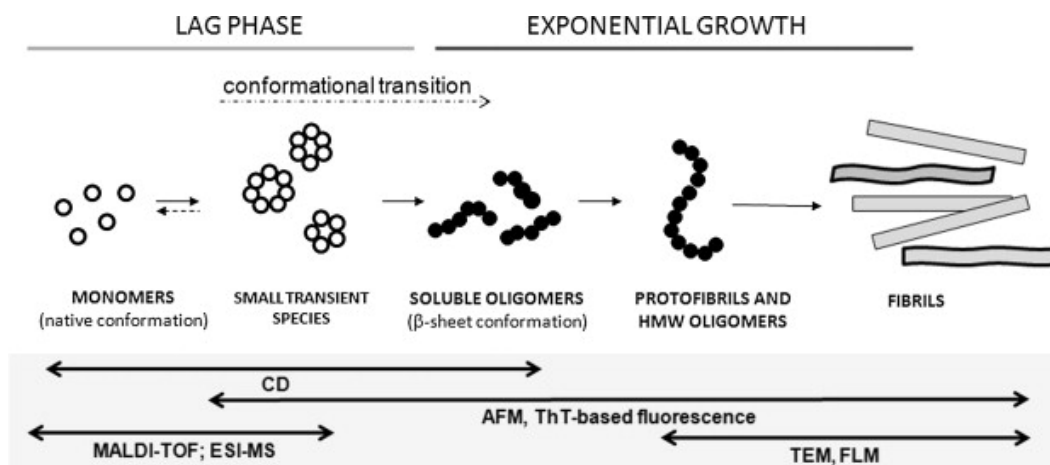 LAG PHASE
EXPONENTIAL GROWTH
conformational transition
MONOMERS
(native conformation)
SMALL TRANSIENT
SPECIES
SOLUBLE OLIGOMERS
(β-sheet conformation)
PROTOFIBRILS AND
HMW OLIGOMERS
FIBRILS
CD
AFM, ThT-based fluorescence
MALDI-TOF; ESI-MS
TEM, FLM